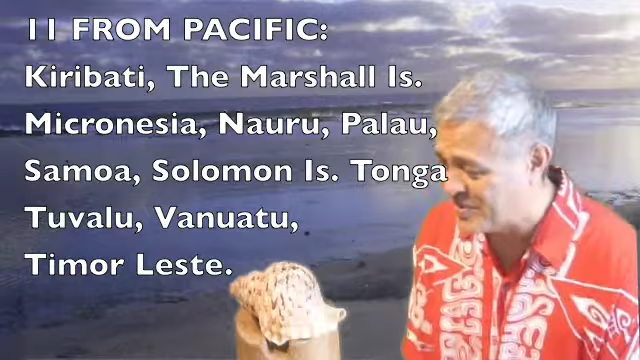 11 FROM PACIFIC:
Kiribati, The Marshall Is.
Micronesia, Nauru, Palau,
Samoa, Solomon Is. Tonga
Tuvalu, Vanuatu,
Timor Leste.